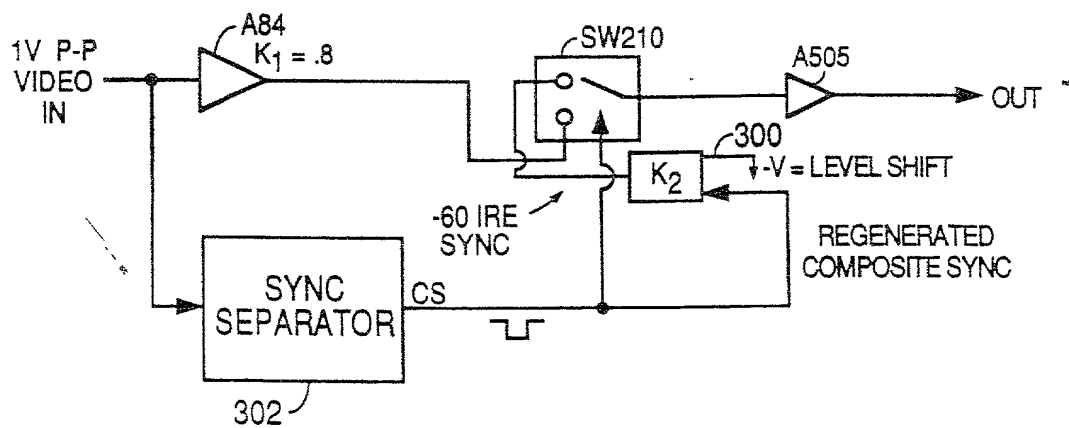 A84
K1 = .8
1V P-P
VIDEO
IN
SW210
A505
OUT
300
K2
-V = LEVEL SHIFT
-60 IRE
SYNC
REGENERATED
COMPOSITE SYNC
SYNC
SEPARATOR
CS
302